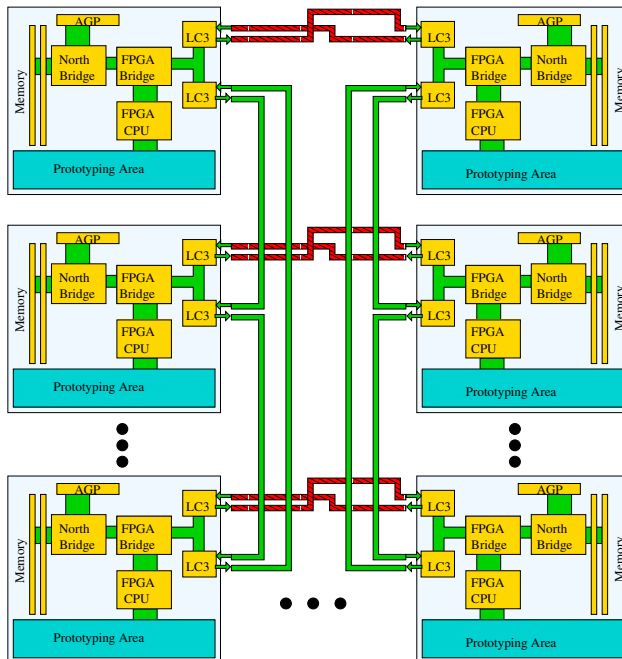 AGP
LC3
Memory
North
Bridge
FPGA
Bridge
LC3
FPGA
CPU
Prototyping Area
AGP
LC3
FPGA
Bridge
North
Bridge
Memory
LC3
FPGA
CPU
Prototyping Area
AGP
LC3
Memory
North
Bridge
FPGA
Bridge
LC3
FPGA
CPU
Prototyping Area
AGP
LC3
FPGA
Bridge
North
Bridge
Memory
LC3
FPGA
CPU
Prototyping Area
AGP
LC3
Memory
North
Bridge
FPGA
Bridge
LC3
FPGA
CPU
Prototyping Area
AGP
LC3
FPGA
Bridge
North
Bridge
Memory
LC3
FPGA
CPU
Prototyping Area